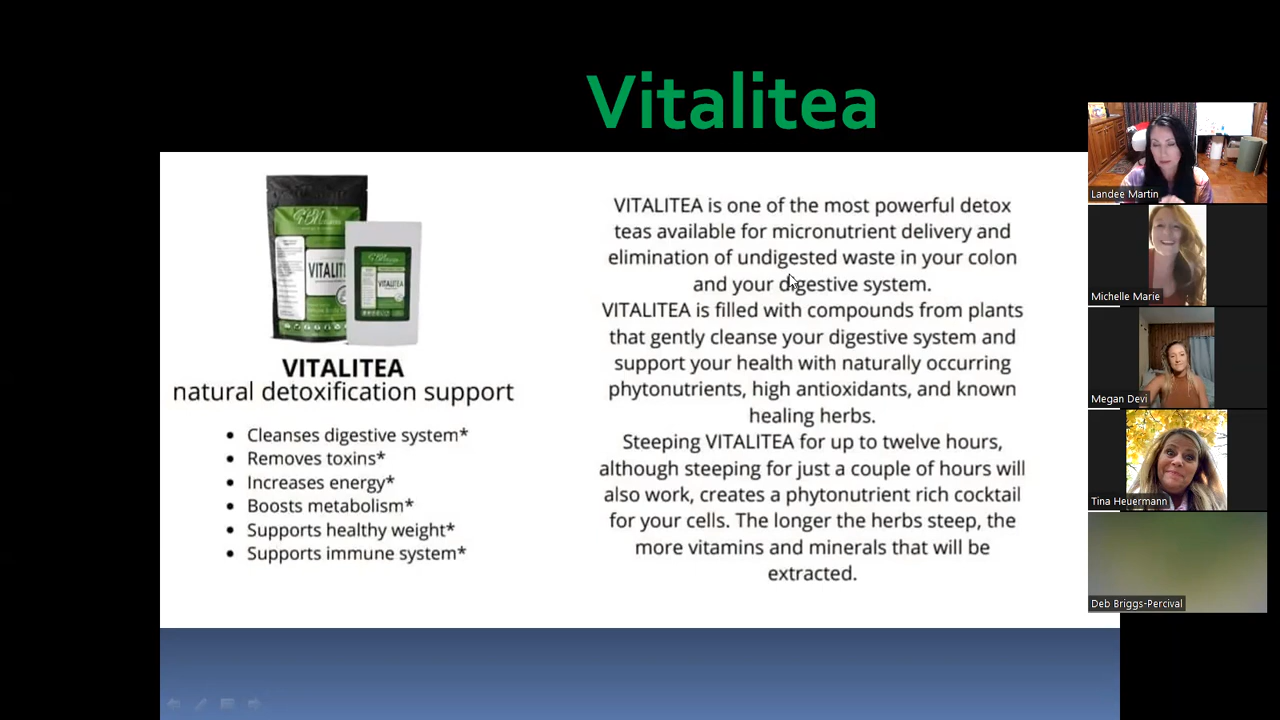 Vitalitea
VITALITEA
natural detoxification support
• Cleanses digestive system*
• Removes toxins*
• Increases energy*
• Boosts metabolism*
• Supports healthy weight*
• Supports immune system*
VITALITEA is one of the most powerful detox
teas available for micronutrient delivery and
elimination of undigested waste in your colon
and your digestive system.
VITALITEA is filled with compounds from plants
that gently cleanse your digestive system and
support your health with naturally occurring
phytonutrients, high antioxidants, and known
healing herbs.
Steeping VITALITEA for up to twelve hours,
although steeping for just a couple of hours will
also work, creates a phytonutrient rich cocktail
for your cells. The longer the herbs steep, the
more vitamins and minerals that will be
extracted.
Landee Martin
Michelle Marie
Megan Devi
Tina Heuermann
Deb Briggs-Percival